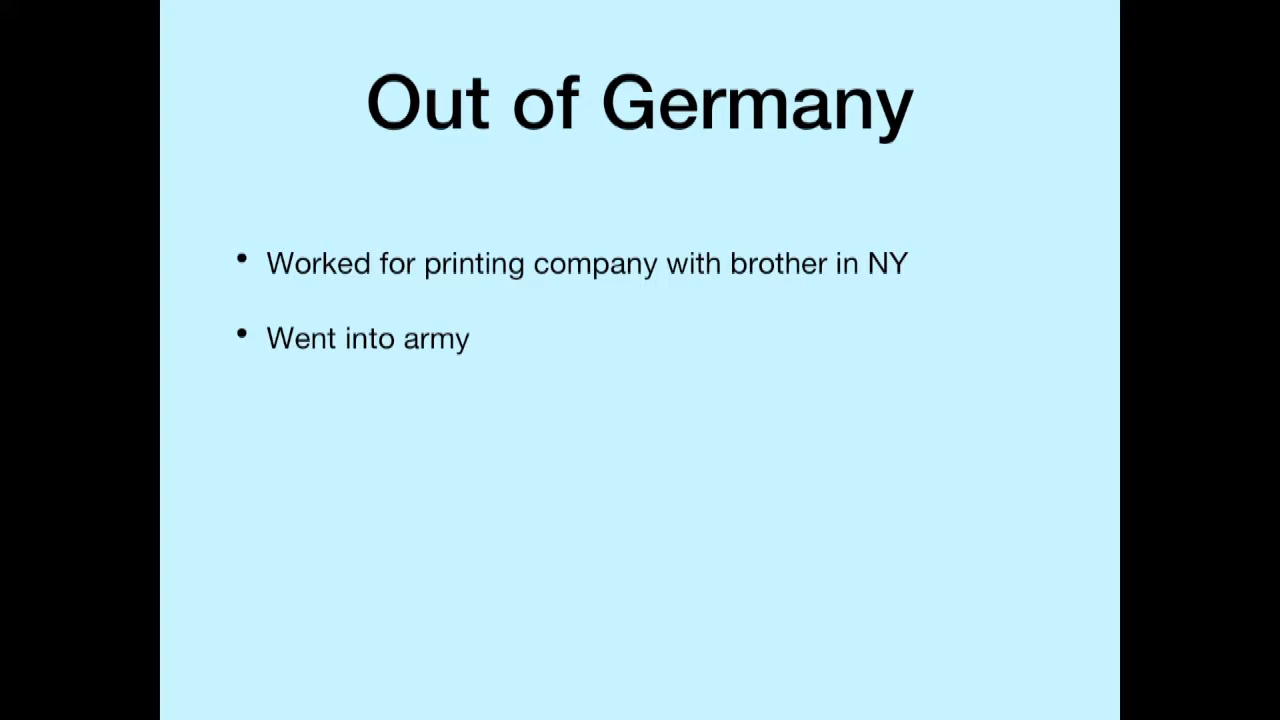 Out of Germany
• Worked for printing company with brother in NY
• Went into army